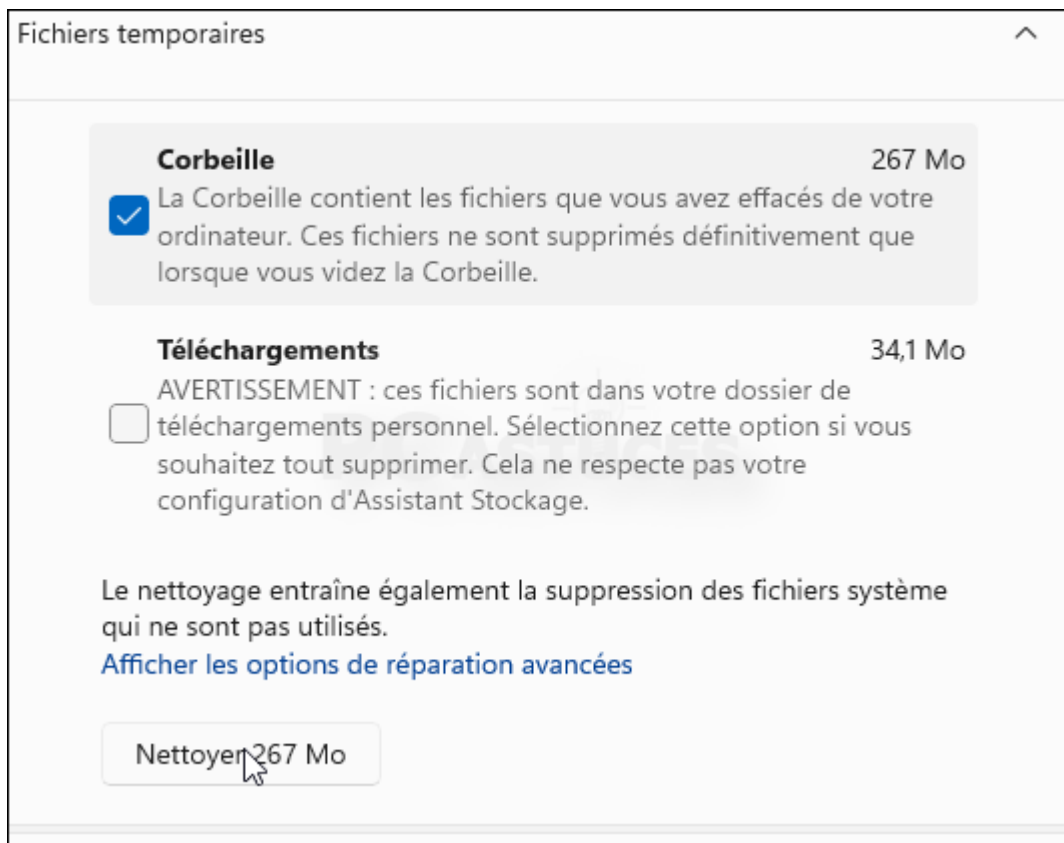 Fichiers temporaires
Corbeille 267 Mo
La Corbeille contient les fichiers que vous avez effacés de votre
ordinateur. Ces fichiers ne sont supprimés définitivement que
lorsque vous videz la Corbeille.
Téléchargements 34,1 Mo
AVERTISSEMENT : ces fichiers sont dans votre dossier de
téléchargements personnel. Sélectionnez cette option si vous
souhaitez tout supprimer. Cela ne respecte pas votre
configuration d'Assistant Stockage.
PC ASTUCES
Le nettoyage entraîne également la suppression des fichiers système
qui ne sont pas utilisés.
Afficher les options de réparation avancées
Nettoyer 267 Mo